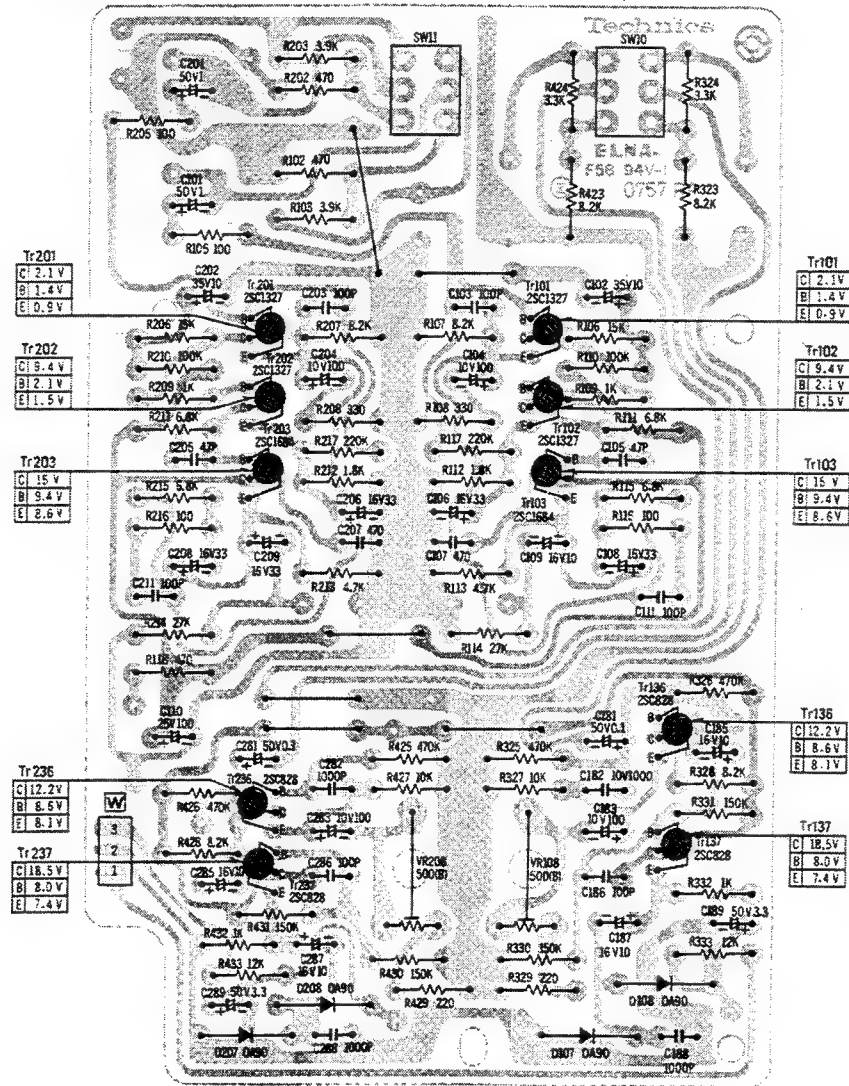 Technics
SW11
SW10
R203 3.9K
C201
50V1
R202 470
R424
3.3K
R324
3.3K
R205 100
R102 470
ELNA-
F58 94V-
0757
C101
50V1
R103 3.9K
R423
8.2K
R323
8.2K
R105 100
Tr201
C 2.1V
B 1.4V
E 0.9V
Tr101
C 2.1V
B 1.4V
E 0.9V
C202
35V10
Tr201
2SC1327
C203 100P
C103 100P
Tr101
2SC1327
C102 35V10
R206 15K
R207 8.2K
R107 8.2K
R106 15K
Tr202
C 9.4V
B 2.1V
E 1.5V
Tr102
C 9.4V
B 2.1V
E 1.5V
R210 100K
Tr202
2SC1327
C204
10V100
C104
10V100
R110 100K
R209 1K
R109 1K
R211 6.8K
R208 330
R108 330
Tr102
2SC1327
R111 6.8K
Tr203
2SC1684
C205 47P
R217 220K
R117 220K
C105 47P
Tr203
C 15V
B 9.4V
E 8.6V
Tr103
C 15V
B 9.4V
E 8.6V
R212 1.8K
R112 1.8K
R215 6.8K
R115 6.8K
C206 16V33
C106 16V33
Tr103
2SC1684
R216 100
R116 100
C207 470
C107 470
C208 16V33
C209
16V33
C109 16V10
C108 16V33
R213 4.7K
R113 4.7K
C211 100P
C111 100P
R214 27K
R114 27K
R118 470
R326 470K
C110
25V100
C281 50V0.3
C282
1000P
R425 470K
R325 470K
C281
50V0.1
Tr136
2SC828
C185
16V10
Tr136
C 12.2V
B 8.6V
E 8.1V
Tr236
C 12.2V
B 8.5V
E 8.1V
Tr236 2SC828
R427 10K
R327 10K
C182 10V1000
R328 8.2K
W
3
2
1
R426 470K
C283 10V100
C183
10V100
R331 150K
Tr237
C 18.5V
B 8.0V
E 7.4V
R428 8.2K
C286 100P
VR208
500(B)
VR108
500(B)
Tr137
2SC828
Tr137
C 18.5V
B 8.0V
E 7.4V
C285 16V10
Tr237
2SC828
C186 100P
R332 1K
R431 150K
R432 1K
C287
16V10
C187
16V10
C189 50V3.3
R433 12K
R430 150K
R330 150K
R333 12K
C289 50V3.3
D208 OA90
R429 220
R329 220
D108 OA90
D207 OA90
C288 1000P
D107 OA90
C188
1000P